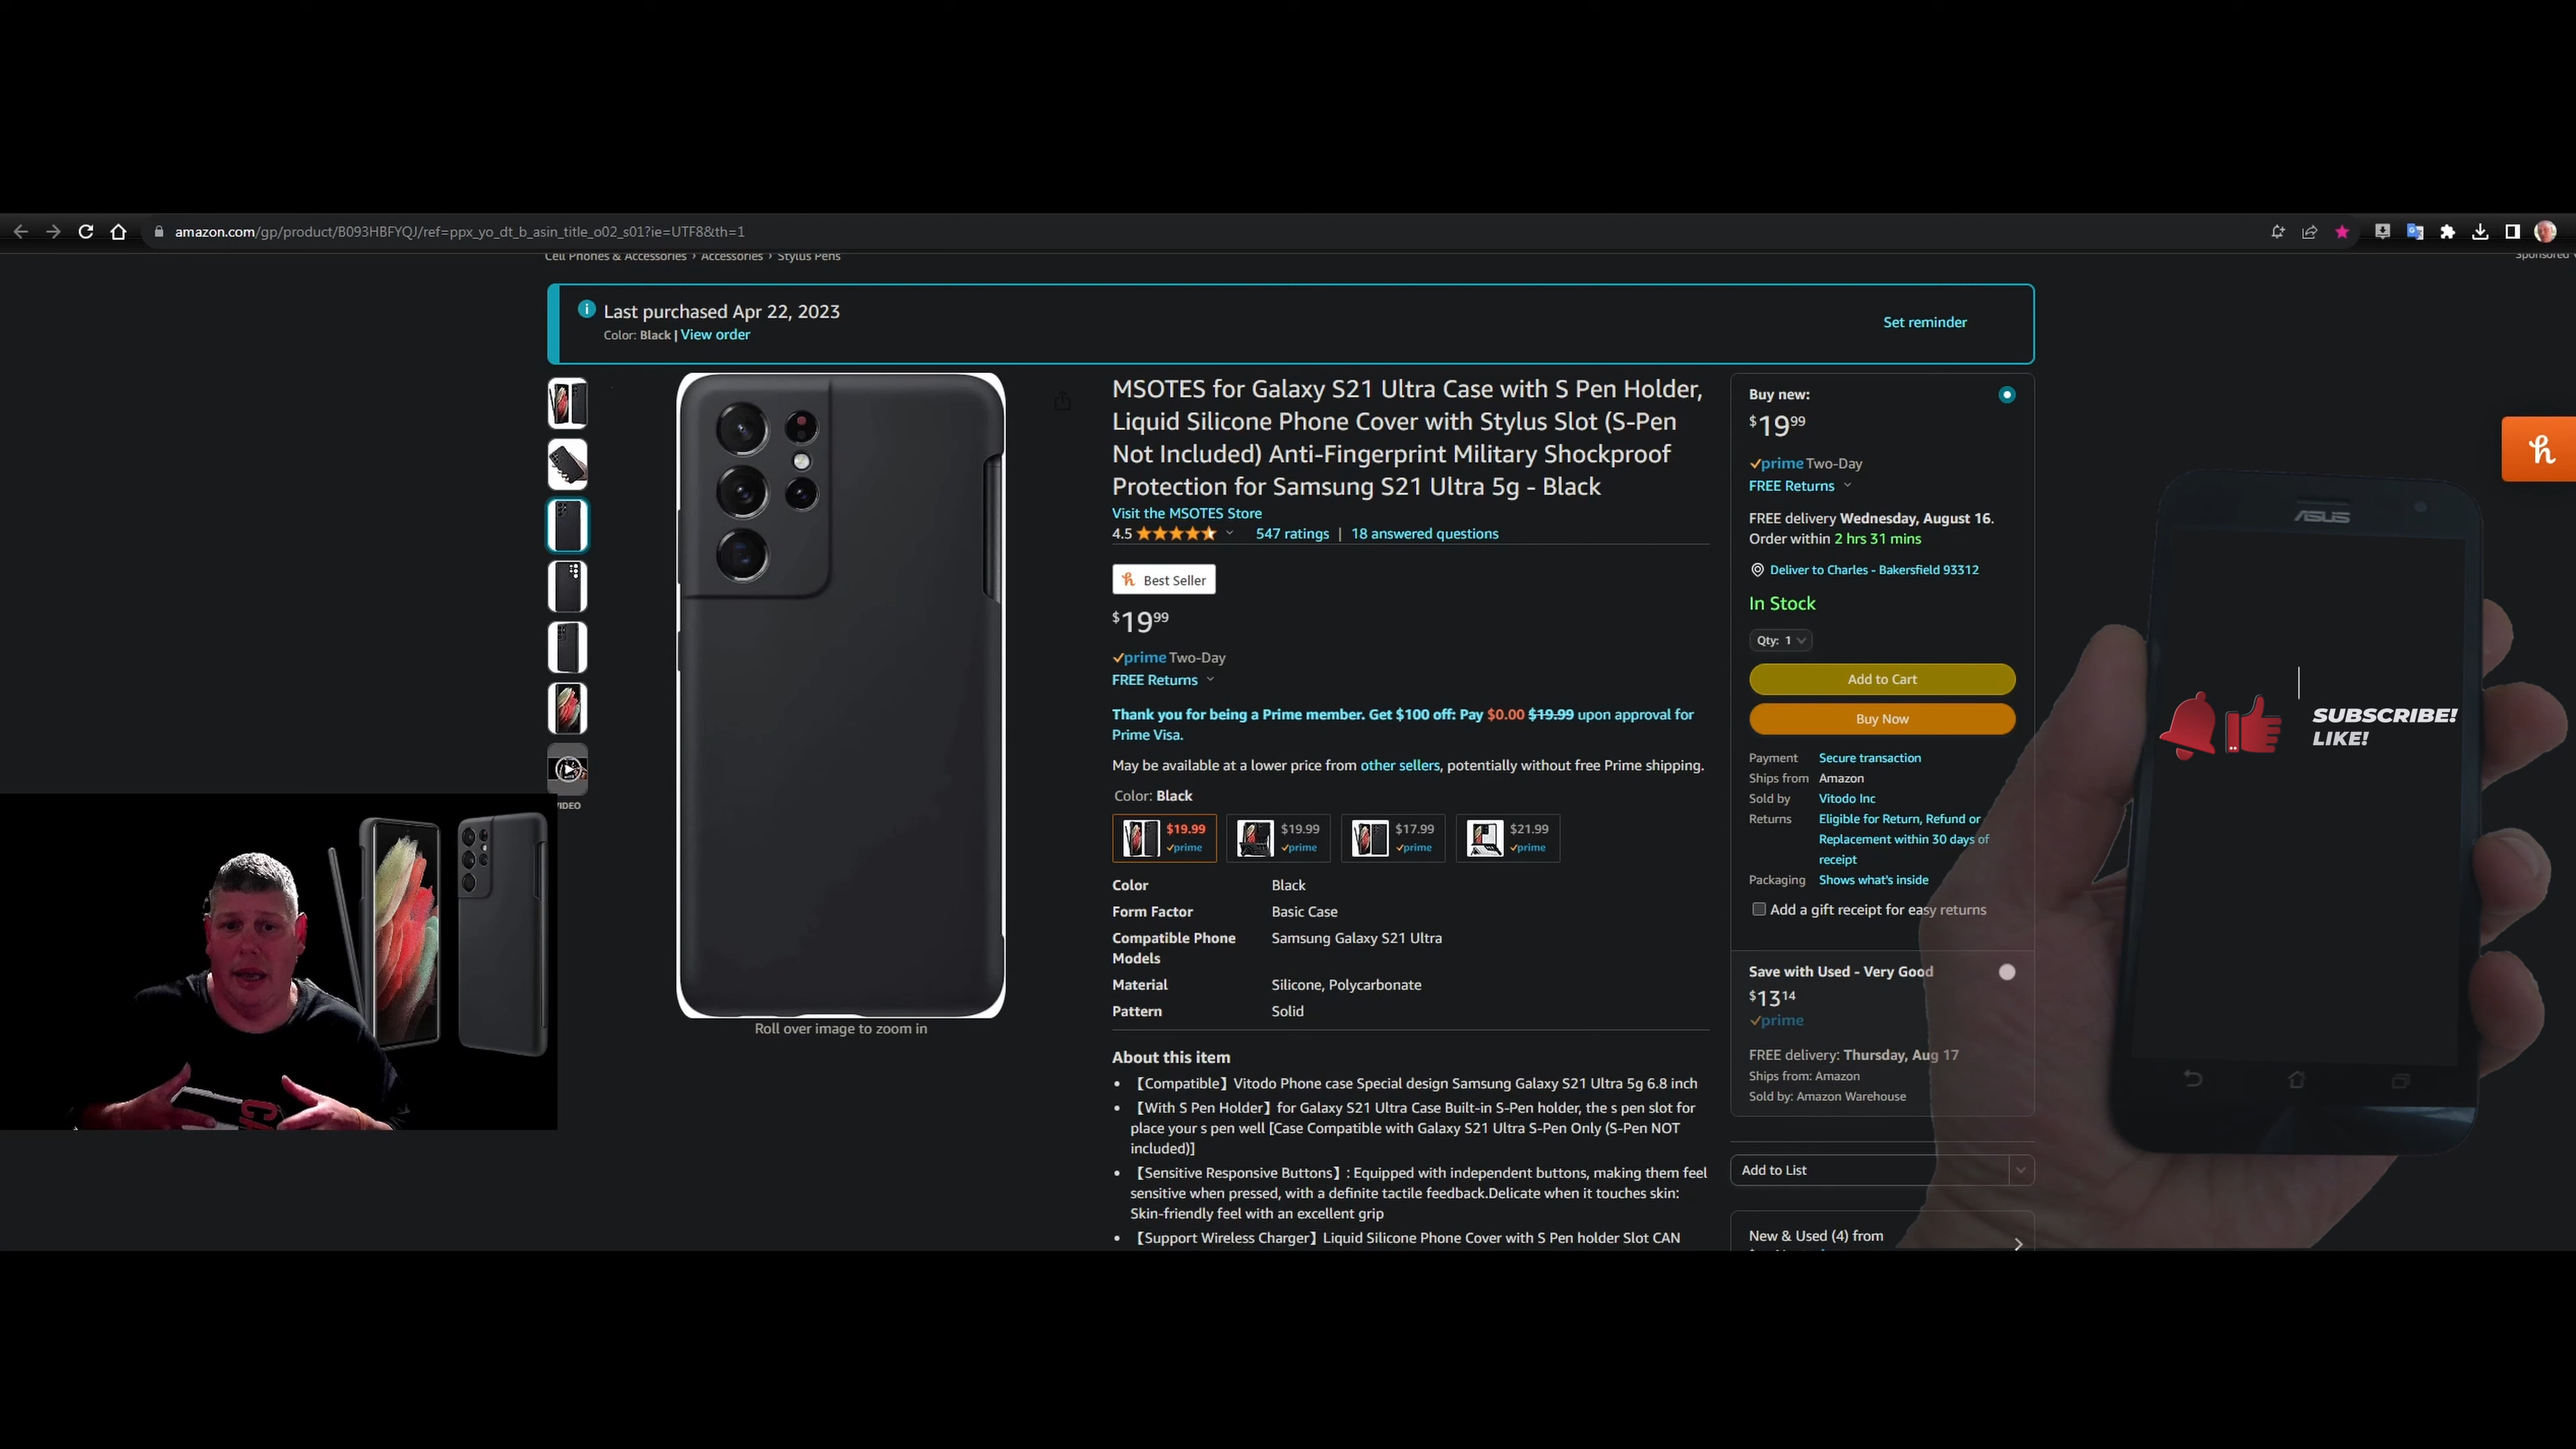 amazon.com/gp/product/B093HBFYQJ/ref=ppx_yo_dt_b_asin_title_o02_s01?ie=UTF8&th=1
Cell Phones & Accessories › Accessories › Stylus Pens
Sponsored
Last purchased Apr 22, 2023
Color: Black | View order
Set reminder
MSOTES for Galaxy S21 Ultra Case with S Pen Holder,
Liquid Silicone Phone Cover with Stylus Slot (S-Pen
Not Included) Anti-Fingerprint Military Shockproof
Protection for Samsung S21 Ultra 5g - Black
Visit the MSOTES Store
4.5 547 ratings | 18 answered questions
Best Seller
$19.99
prime Two-Day
FREE Returns
Thank you for being a Prime member. Get $100 off: Pay $0.00 $19.99 upon approval for
Prime Visa.
May be available at a lower price from other sellers, potentially without free Prime shipping.
Color: Black
$19.99 $19.99 $17.99 $21.99
prime prime prime prime
Color Black
Form Factor Basic Case
Compatible Phone Samsung Galaxy S21 Ultra
Models
Material Silicone, Polycarbonate
Pattern Solid
About this item
• 【Compatible】Vitodo Phone case Special design Samsung Galaxy S21 Ultra 5g 6.8 inch
• 【With S Pen Holder】for Galaxy S21 Ultra Case Built-in S-Pen holder, the s pen slot for
place your s pen well [Case Compatible with Galaxy S21 Ultra S-Pen Only (S-Pen NOT
included)]
• 【Sensitive Responsive Buttons】: Equipped with independent buttons, making them feel
sensitive when pressed, with a definite tactile feedback.Delicate when it touches skin:
Skin-friendly feel with an excellent grip
• 【Support Wireless Charger】Liquid Silicone Phone Cover with S Pen holder Slot CAN
VIDEO
Roll over image to zoom in
Buy new:
$19.99
prime Two-Day
FREE Returns
FREE delivery Wednesday, August 16.
Order within 2 hrs 31 mins
Deliver to Charles - Bakersfield 93312
In Stock
Qty: 1
Add to Cart
Buy Now
Payment Secure transaction
Ships from Amazon
Sold by Vitodo Inc
Returns Eligible for Return, Refund or
Replacement within 30 days of
receipt
Packaging Shows what's inside
Add a gift receipt for easy returns
Save with Used - Very Good
$13.14
prime
FREE delivery: Thursday, Aug 17
Ships from: Amazon
Sold by: Amazon Warehouse
Add to List
New & Used (4) from
ASUS
SUBSCRIBE!
LIKE!